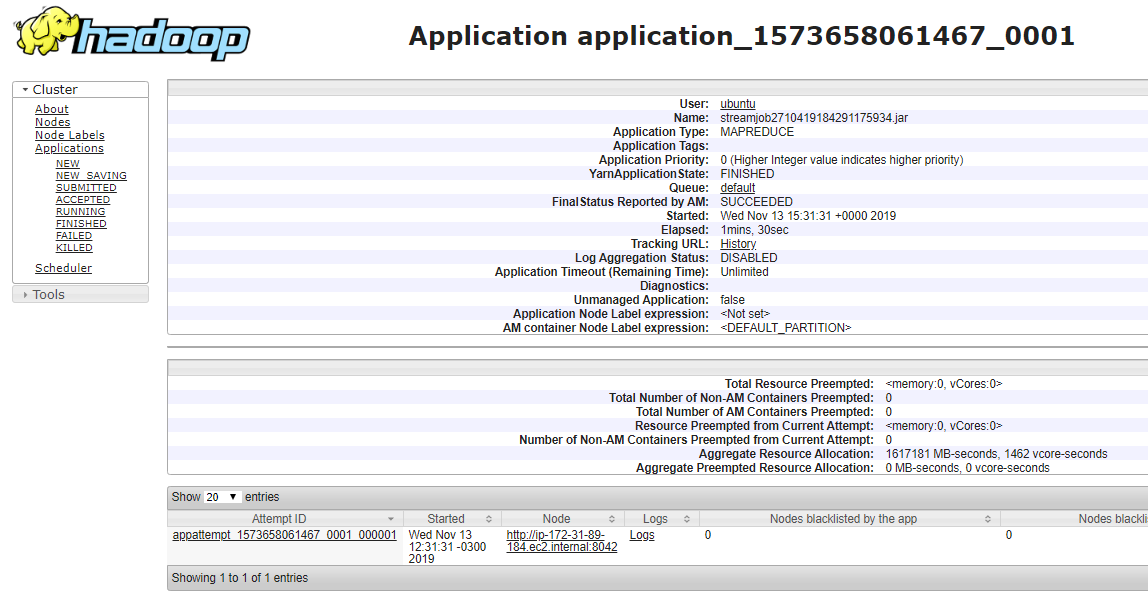 hadoop
Application application_1573658061467_0001
Cluster
About
Nodes
Node Labels
Applications
NEW
NEW_SAVING
SUBMITTED
ACCEPTED
RUNNING
FINISHED
FAILED
KILLED
Scheduler
Tools
User: ubuntu
Name: streamjob2710419184291175934.jar
Application Type: MAPREDUCE
Application Tags:
Application Priority: 0 (Higher Integer value indicates higher priority)
YarnApplicationState: FINISHED
Queue: default
FinalStatus Reported by AM: SUCCEEDED
Started: Wed Nov 13 15:31:31 +0000 2019
Elapsed: 1mins, 30sec
Tracking URL: History
Log Aggregation Status: DISABLED
Application Timeout (Remaining Time): Unlimited
Diagnostics:
Unmanaged Application: false
Application Node Label expression: <Not set>
AM container Node Label expression: <DEFAULT_PARTITION>
Total Resource Preempted: <memory:0, vCores:0>
Total Number of Non-AM Containers Preempted: 0
Total Number of AM Containers Preempted: 0
Resource Preempted from Current Attempt: <memory:0, vCores:0>
Number of Non-AM Containers Preempted from Current Attempt: 0
Aggregate Resource Allocation: 1617181 MB-seconds, 1462 vcore-seconds
Aggregate Preempted Resource Allocation: 0 MB-seconds, 0 vcore-seconds
Show 20 entries
Attempt ID Started Node Logs Nodes blacklisted by the app Nodes blackli
appattempt_1573658061467_0001_000001 Wed Nov 13 http://ip-172-31-89- Logs 0 0
12:31:31 -0300 184.ec2.internal:8042
2019
Showing 1 to 1 of 1 entries